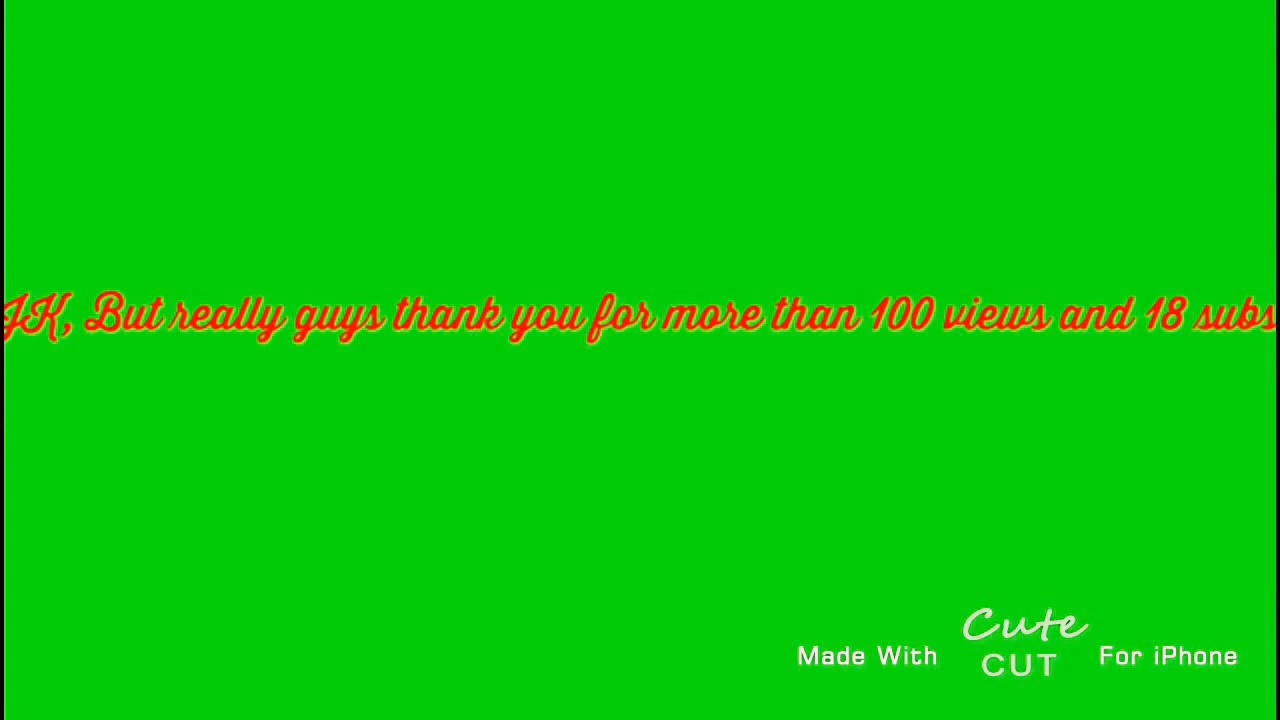 JK, But really guys thank you for more than 100 views and 18 subs
Made With Cute CUT For iPhone